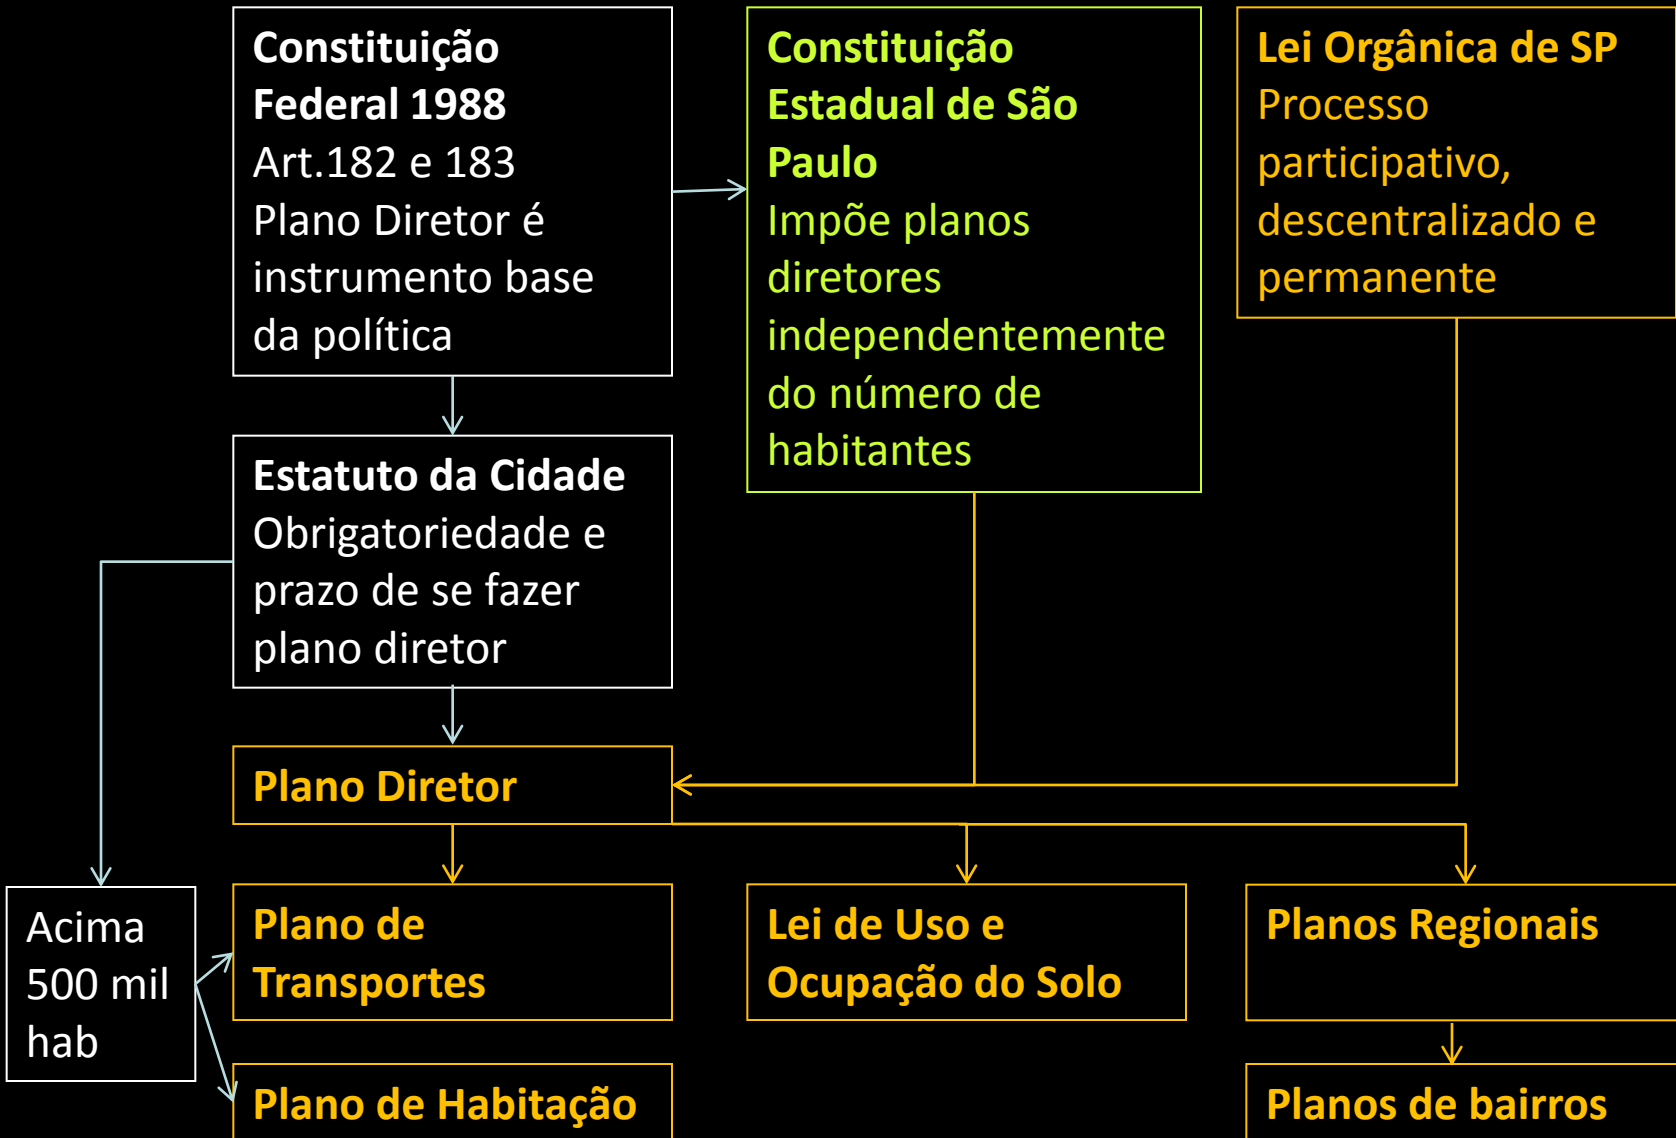 Constituição
Federal 1988
Art.182 e 183
Plano Diretor é
instrumento base
da política
Constituição
Estadual de São
Paulo
Impõe planos
diretores
independentemente
do número de
habitantes
Lei Orgânica de SP
Processo
participativo,
descentralizado e
permanente
Estatuto da Cidade
Obrigatoriedade e
prazo de se fazer
plano diretor
Plano Diretor
Acima
500 mil
hab
Plano de
Transportes
Lei de Uso e
Ocupação do Solo
Planos Regionais
Plano de Habitação
Planos de bairros